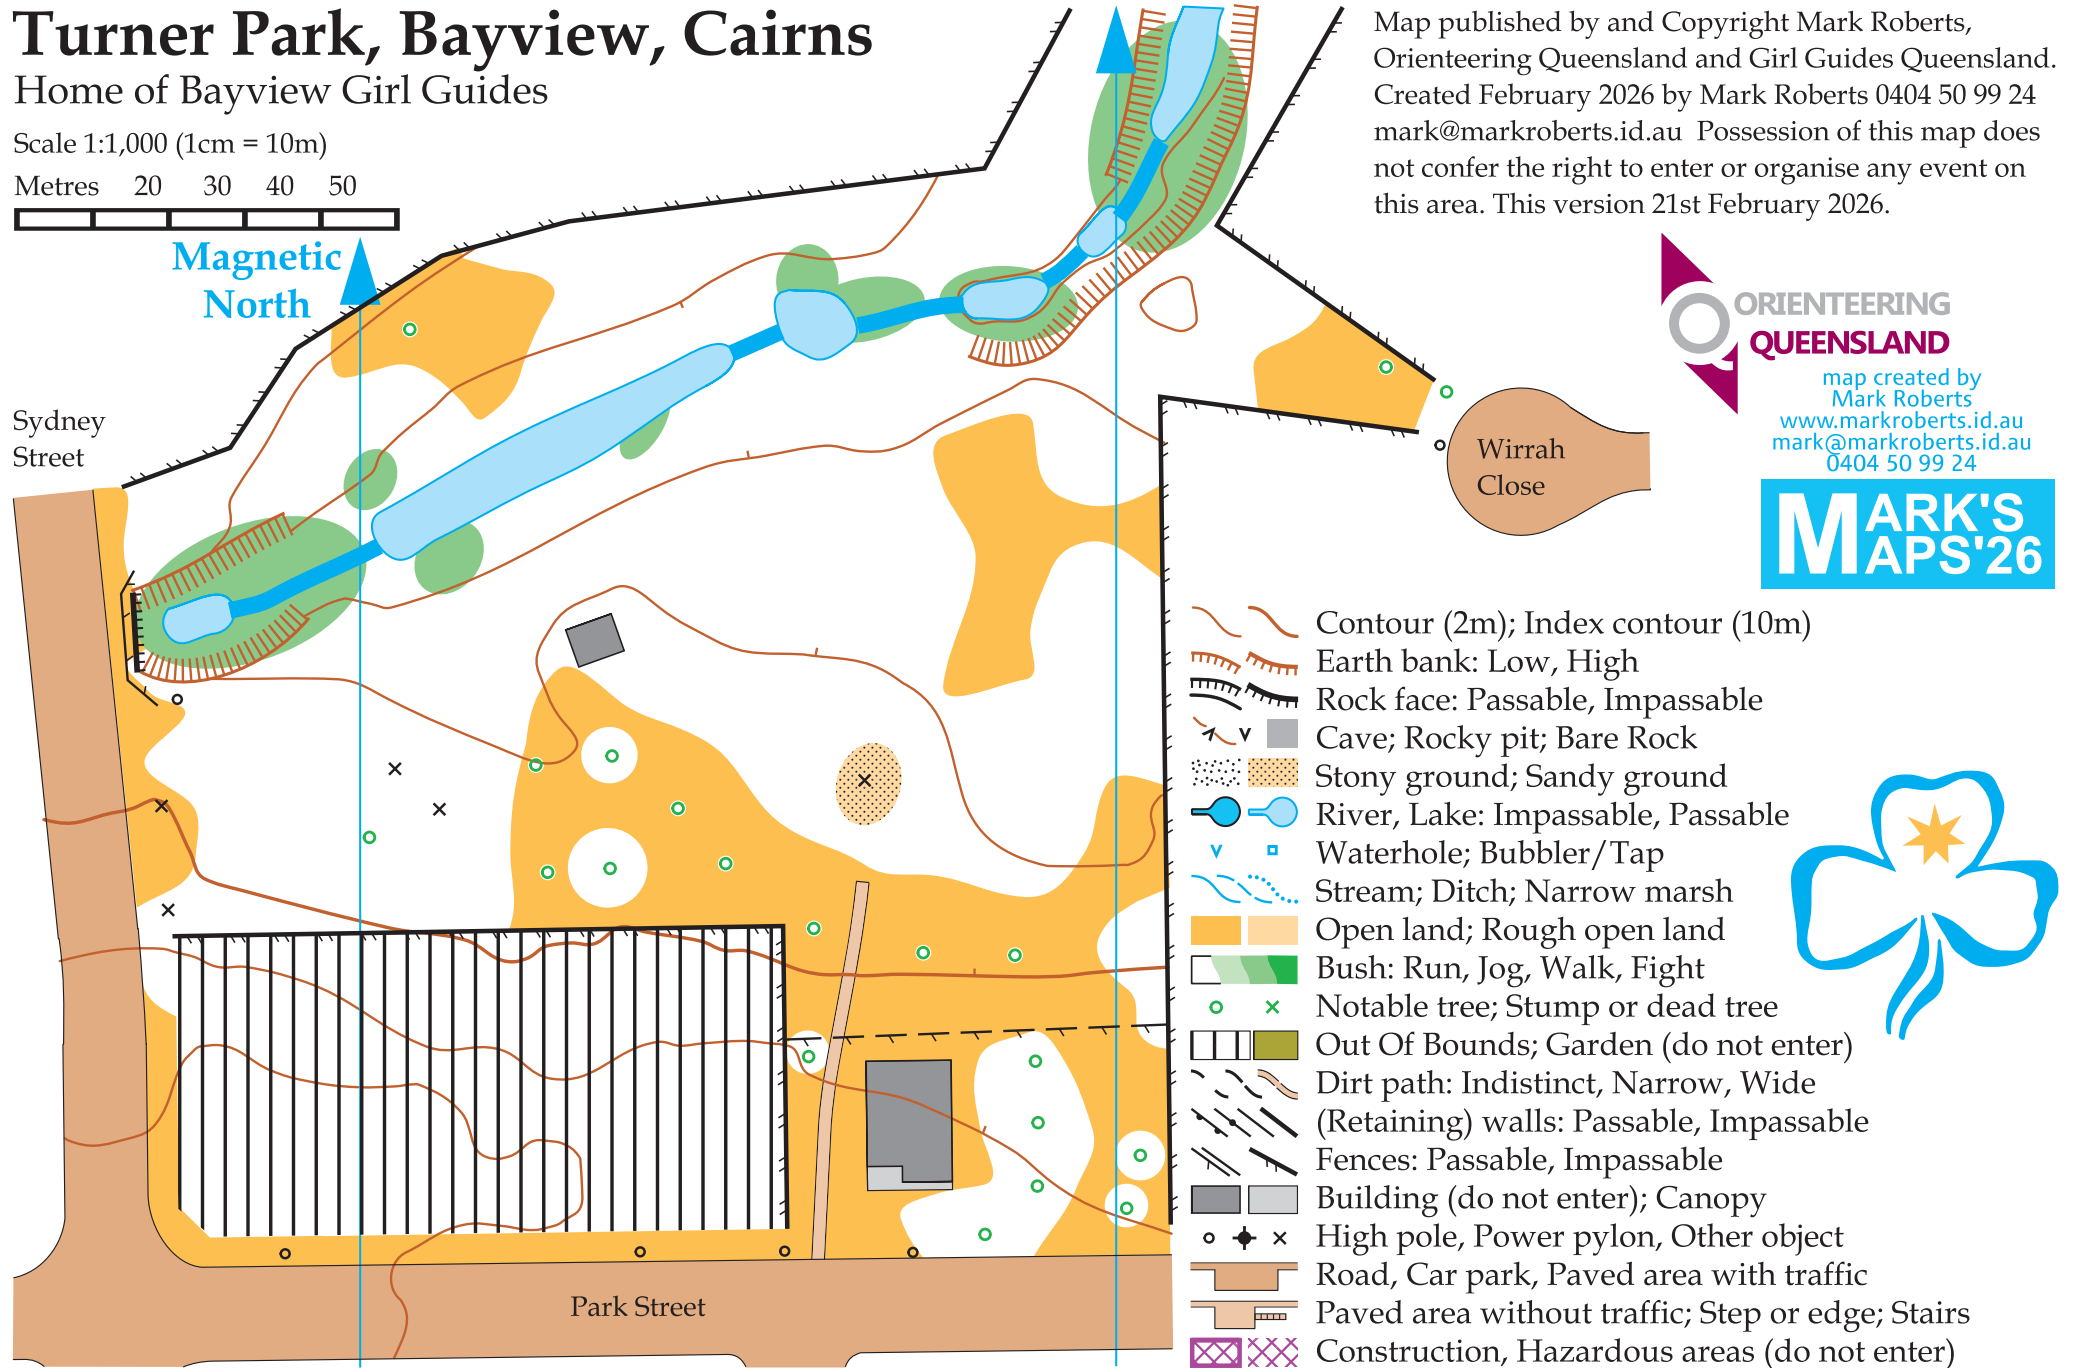 Turner Park, Bayview, Cairns
Home of Bayview Girl Guides
Scale 1:1,000 (1cm = 10m)
Metres 20 30 40 50
Magnetic
North
Map published by and Copyright Mark Roberts,
Orienteering Queensland and Girl Guides Queensland.
Created February 2026 by Mark Roberts 0404 50 99 24
mark@markroberts.id.au Possession of this map does
not confer the right to enter or organise any event on
this area. This version 21st February 2026.
ORIENTEERING
QUEENSLAND
map created by
Mark Roberts
www.markroberts.id.au
mark@markroberts.id.au
0404 50 99 24
MARK'S
MAPS'26
Sydney
Street
Wirrah
Close
Park Street
Contour (2m); Index contour (10m)
Earth bank: Low, High
Rock face: Passable, Impassable
Cave; Rocky pit; Bare Rock
Stony ground; Sandy ground
River, Lake: Impassable, Passable
Waterhole; Bubbler/Tap
Stream; Ditch; Narrow marsh
Open land; Rough open land
Bush: Run, Jog, Walk, Fight
Notable tree; Stump or dead tree
Out Of Bounds; Garden (do not enter)
Dirt path: Indistinct, Narrow, Wide
(Retaining) walls: Passable, Impassable
Fences: Passable, Impassable
Building (do not enter); Canopy
High pole, Power pylon, Other object
Road, Car park, Paved area with traffic
Paved area without traffic; Step or edge; Stairs
Construction, Hazardous areas (do not enter)